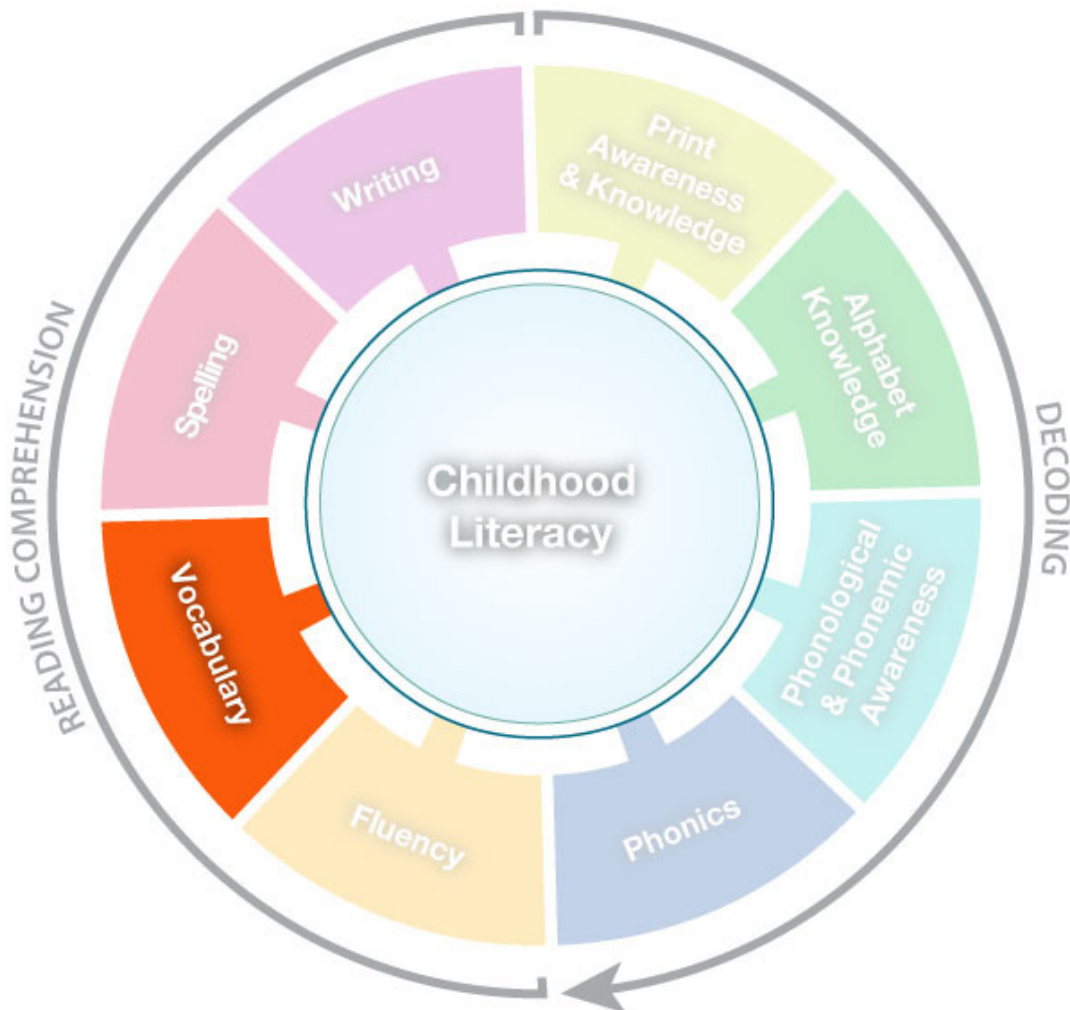 Print
Awareness
& Knowledge
Alphabet
Knowledge
Phonological
& Phonemic
Awareness
Phonics
Fluency
Vocabulary
Spelling
Writing
Childhood
Literacy
READING COMPREHENSION
DECODING